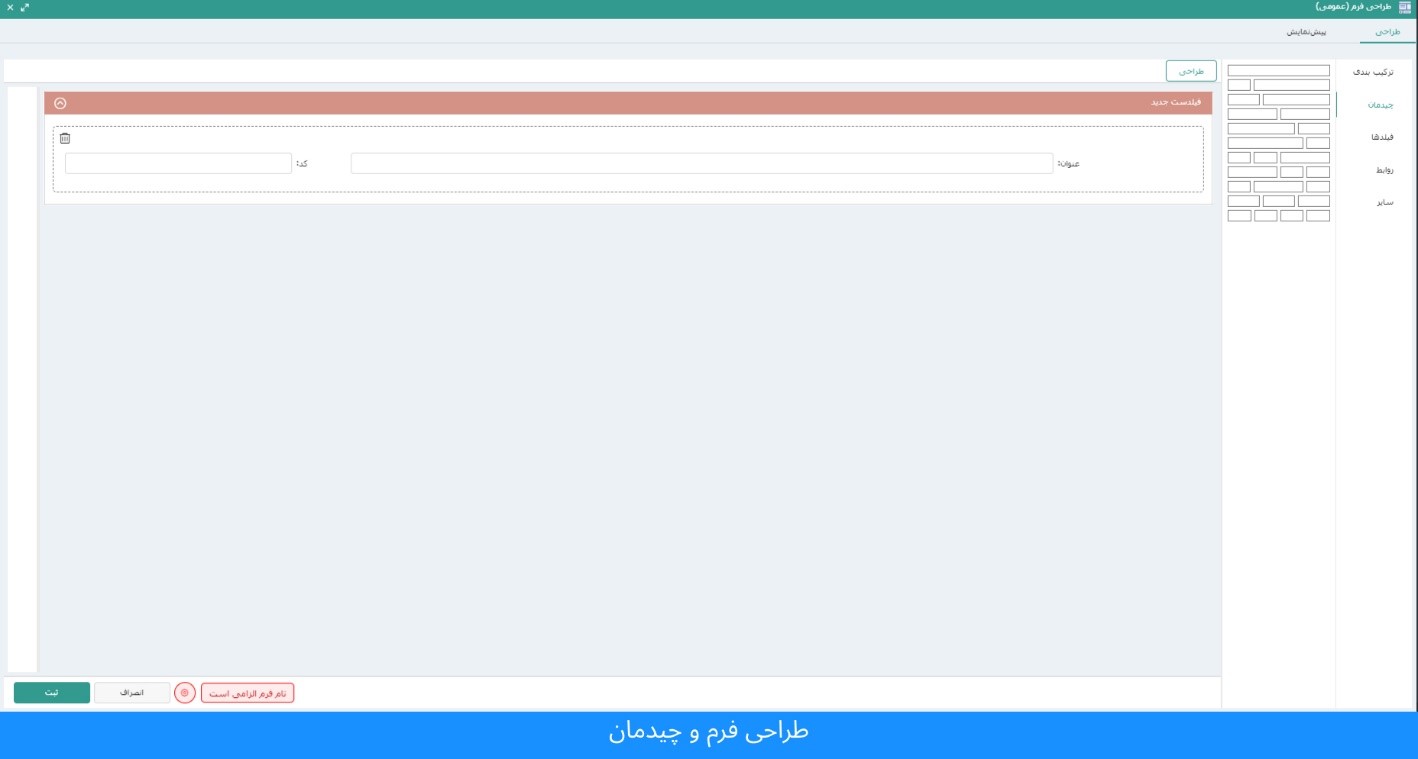 طراحی فرم (عمومی)
طراحی
پیش‌نمایش
ترکیب بندی
چیدمان
فیلدها
روابط
سایر
طراحی
فیلدست جدید
عنوان:
کد:
نام فرم الزامی است
انصراف
ثبت
طراحی فرم و چیدمان